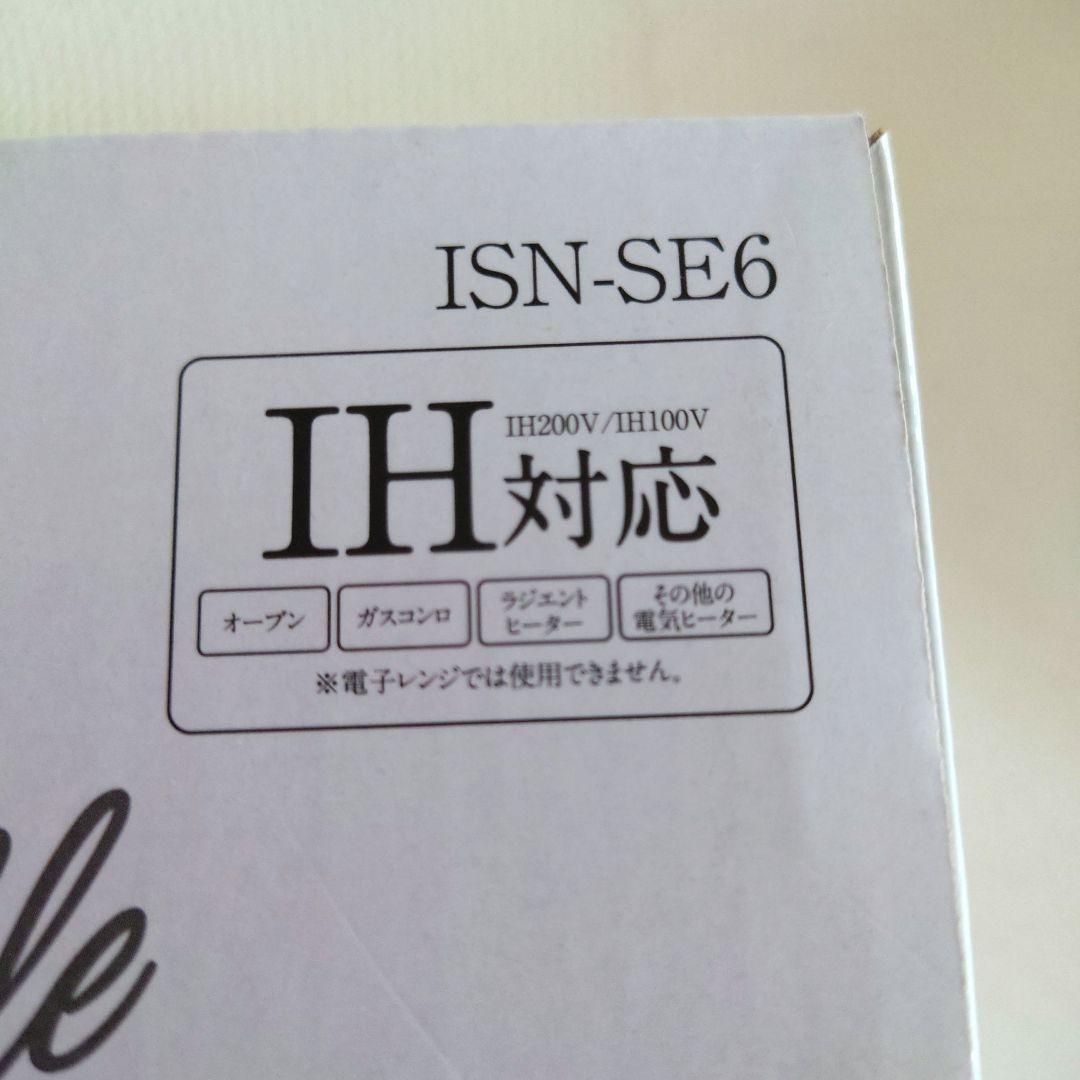 ISN-SE6
IH200V/IH100V
IH対応
オーブン
ガスコンロ
ラジエント
ヒーター
その他の
電気ヒーター
※電子レンジでは使用できません。